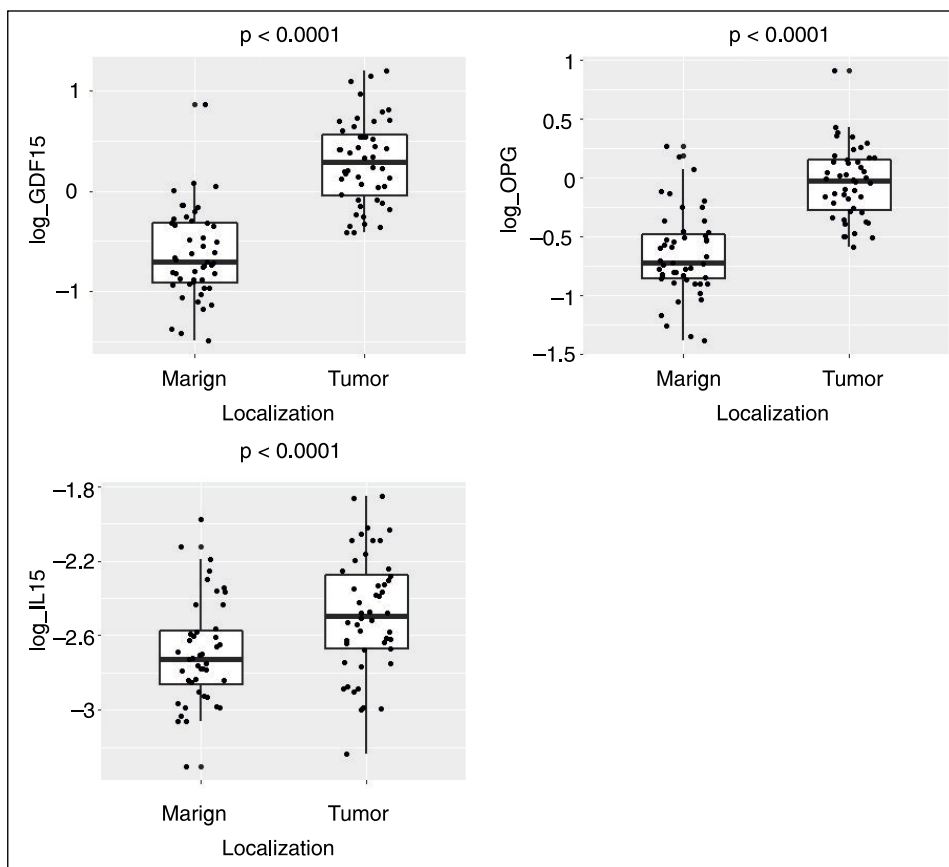 p < 0.0001
log_GDF15
1
0
−1
Marign
Tumor
Localization
p < 0.0001
log_OPG
1
0.5
0
−0.5
−1
−1.5
Marign
Tumor
Localization
p < 0.0001
log_IL15
−1.8
−2.2
−2.6
−3
Marign
Tumor
Localization